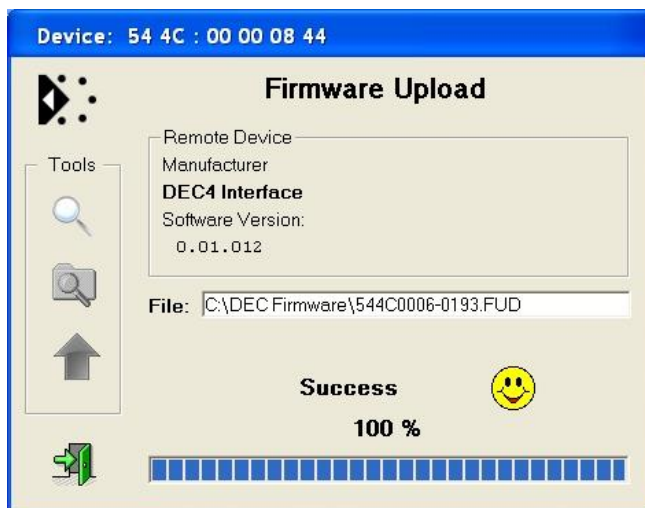 Device: 54 4C : 00 00 08 44
Firmware Upload
Tools
Remote Device
Manufacturer
DEC4 Interface
Software Version:
0.01.012
File: C:\DEC Firmware\544C0006-0193.FUD
Success
100 %